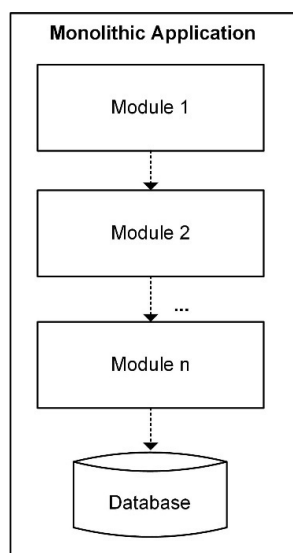 Monolithic Application
Module 1
Module 2
...
Module n
Database